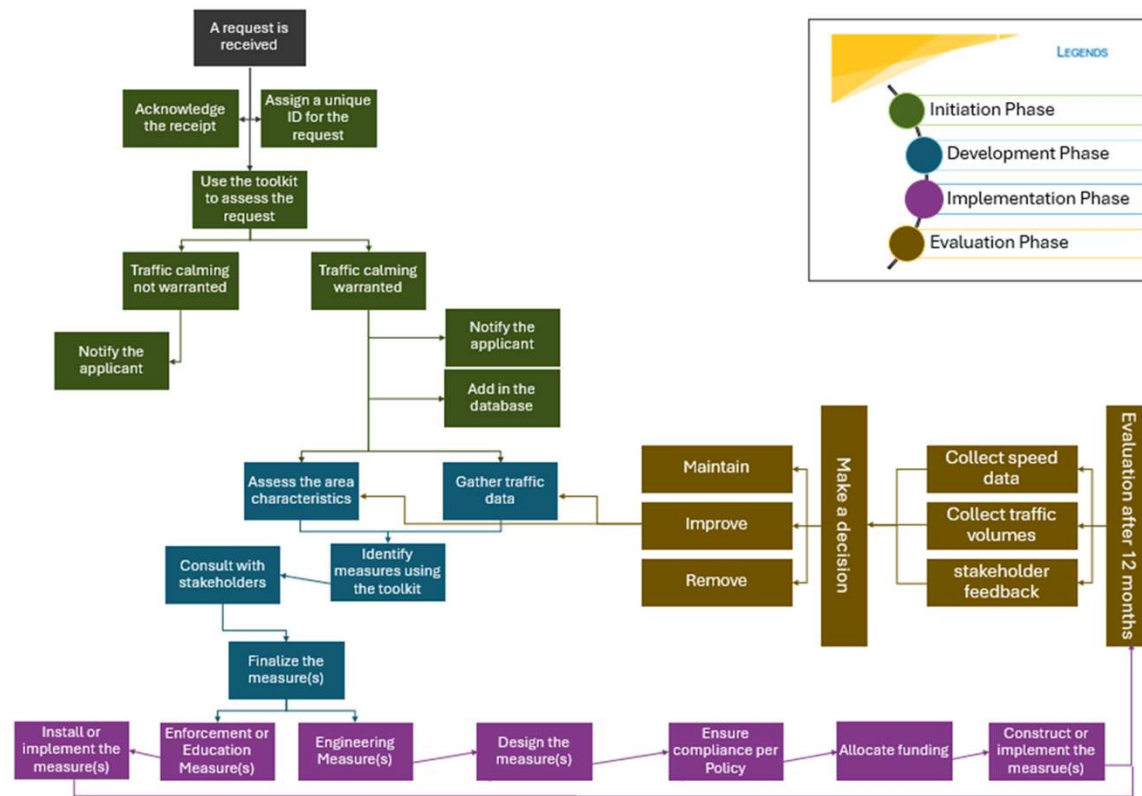 A request is
received
LEGENDS
Initiation Phase
Development Phase
Implementation Phase
Evaluation Phase
Acknowledge
the receipt
Assign a unique
ID for the
request
Use the toolkit
to assess the
request
Traffic calming
not warranted
Traffic calming
warranted
Notify the
applicant
Notify the
applicant
Add in the
database
Assess the area
characteristics
Gather traffic
data
Identify
measures using
the toolkit
Consult with
stakeholders
Finalize the
measure(s)
Maintain
Improve
Remove
Make a decision
Collect speed
data
Collect traffic
volumes
stakeholder
feedback
Evaluation after 12 months
Install or
implement the
measure(s)
Enforcement or
Education
Measure(s)
Engineering
Measure(s)
Design the
measure(s)
Ensure
compliance per
Policy
Allocate funding
Construct or
implement the
measrue(s)